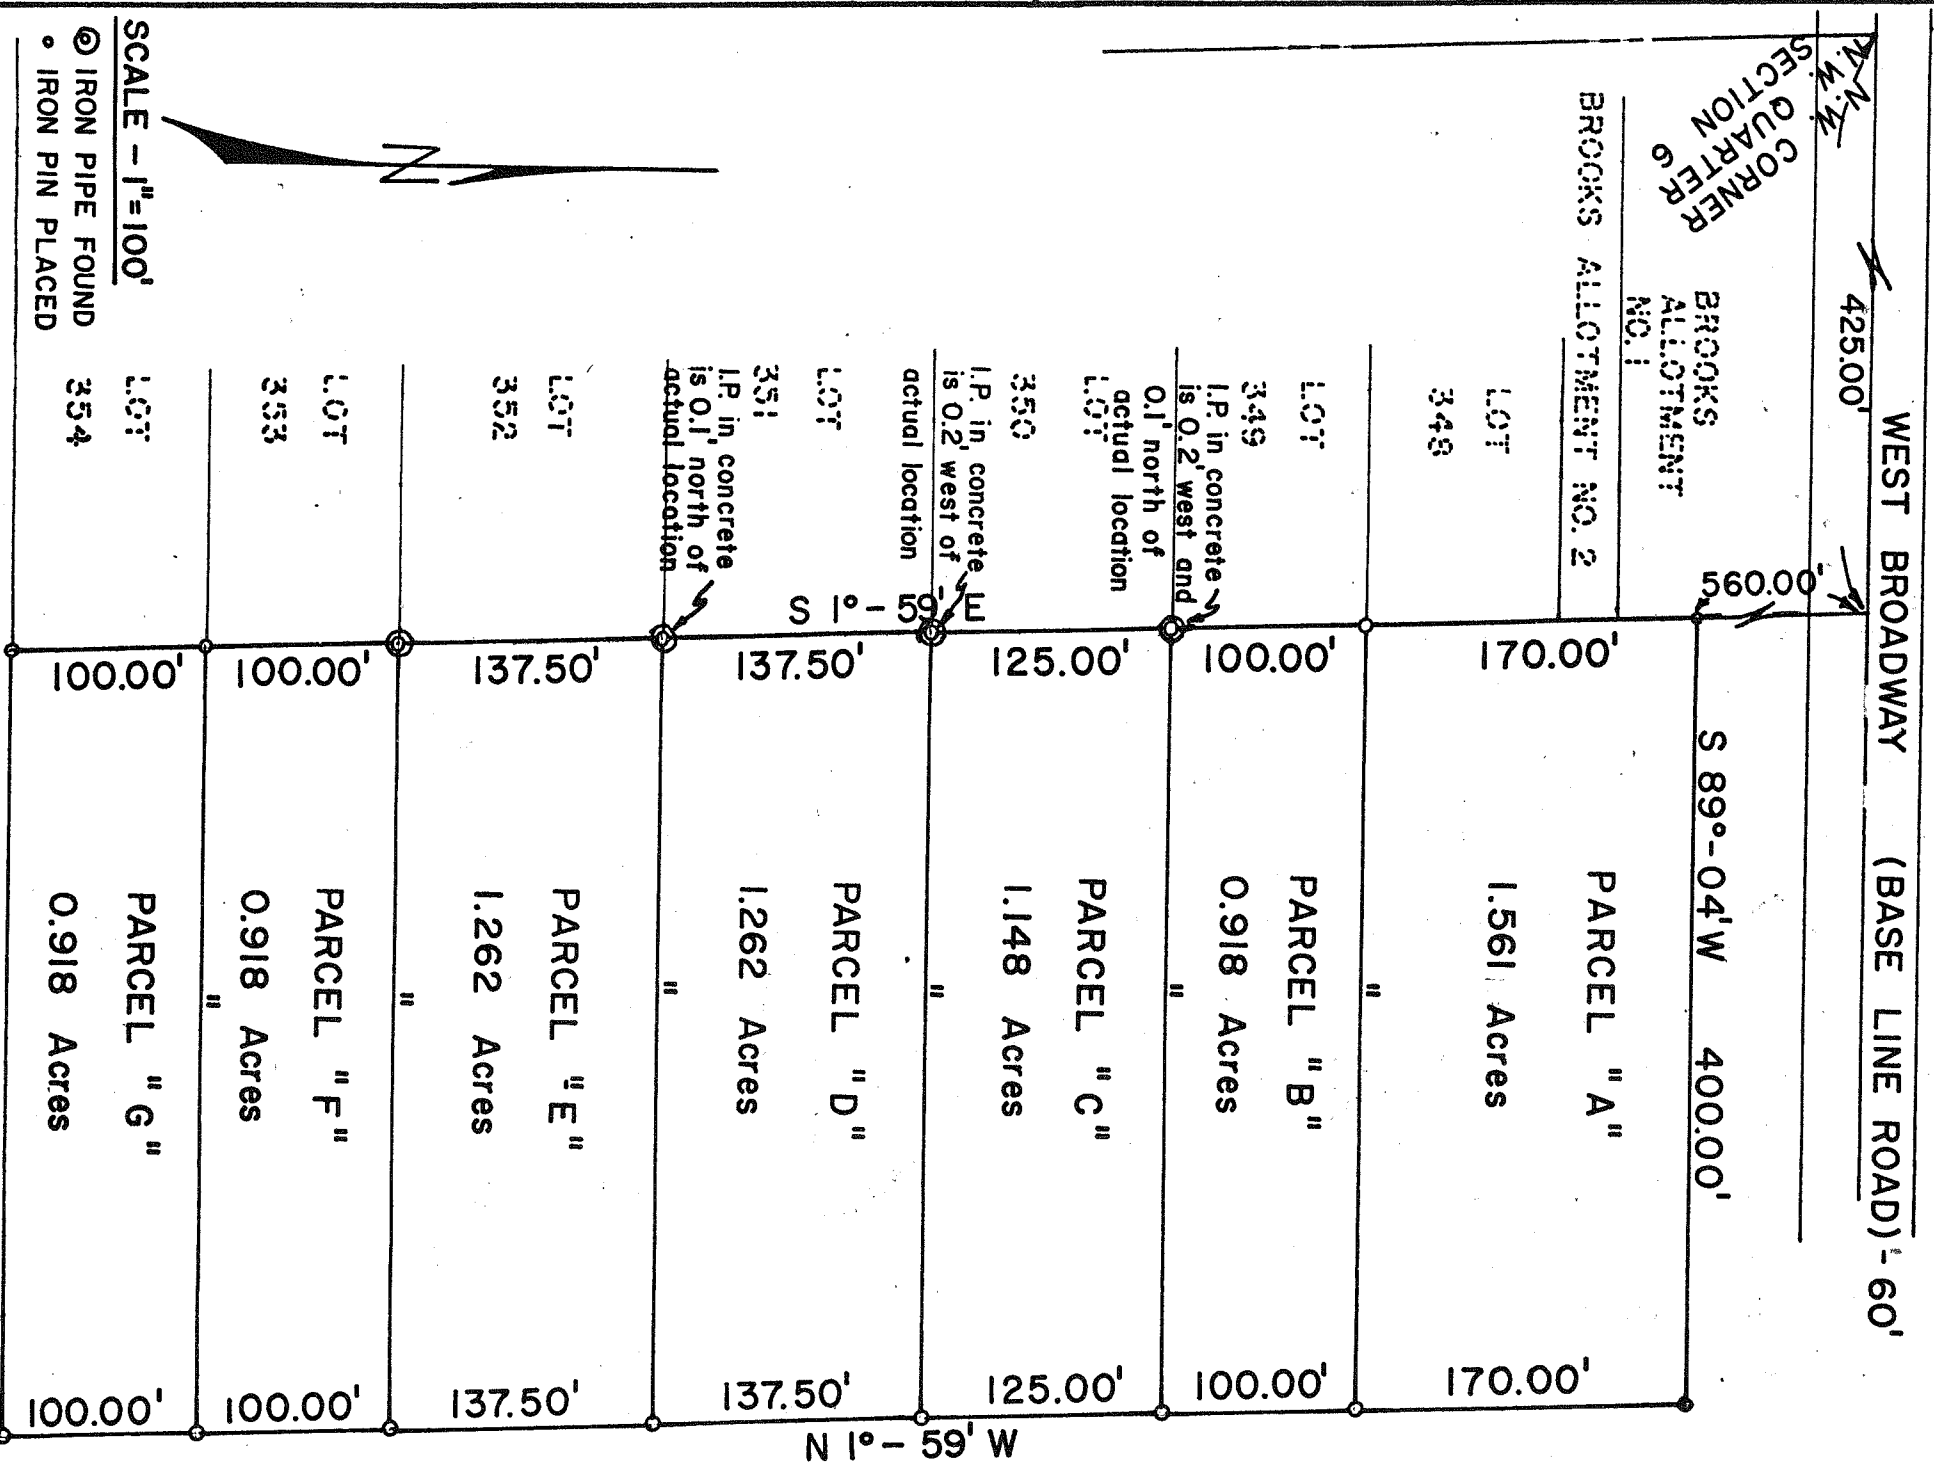 WEST BROADWAY (BASE LINE ROAD) - 60'
425.00'
N.W.
CORNER
N.W. QUARTER
SECTION 6
BROOKS
ALLOTMENT
NO. 1
560.00'
BROOKS ALLOTMENT NO. 2
S 89°-04' W 400.00'
LOT
348
170.00'
PARCEL "A"
1.561 Acres
170.00'
"
LOT
349
I.P. in concrete
is 0.2' west and
0.1' north of
actual location
100.00'
PARCEL "B"
0.918 Acres
100.00'
"
LOT
350
I.P. in concrete
is 0.2' west of
actual location
125.00'
PARCEL "C"
1.148 Acres
125.00'
"
S 1°-59' E
N 1°-59' W
LOT
351
I.P. in concrete
is 0.1' north of
actual location
137.50'
PARCEL "D"
1.262 Acres
137.50'
"
LOT
352
137.50'
PARCEL "E"
1.262 Acres
137.50'
"
LOT
353
100.00'
PARCEL "F"
0.918 Acres
100.00'
"
LOT
354
100.00'
PARCEL "G"
0.918 Acres
100.00'
N
SCALE - 1"=100'
IRON PIPE FOUND
IRON PIN PLACED